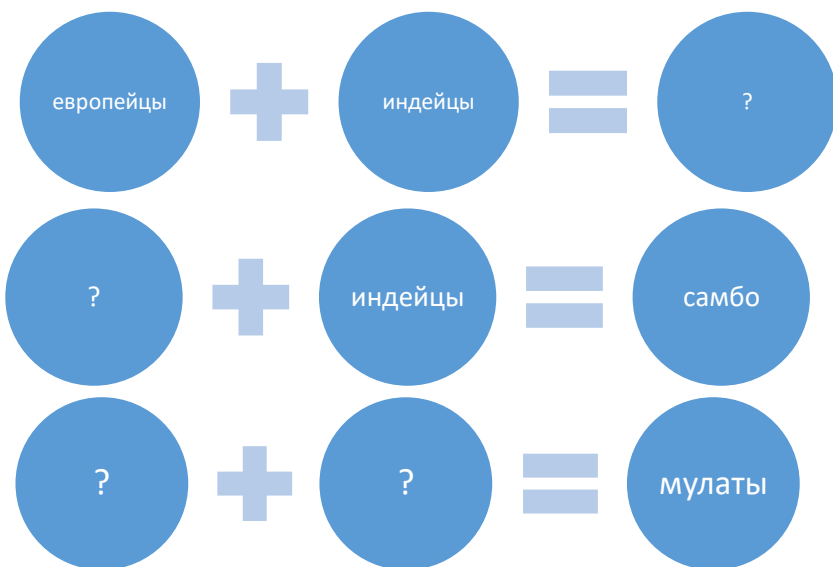 европейцы
индейцы
?
?
индейцы
самбо
?
?
мулаты